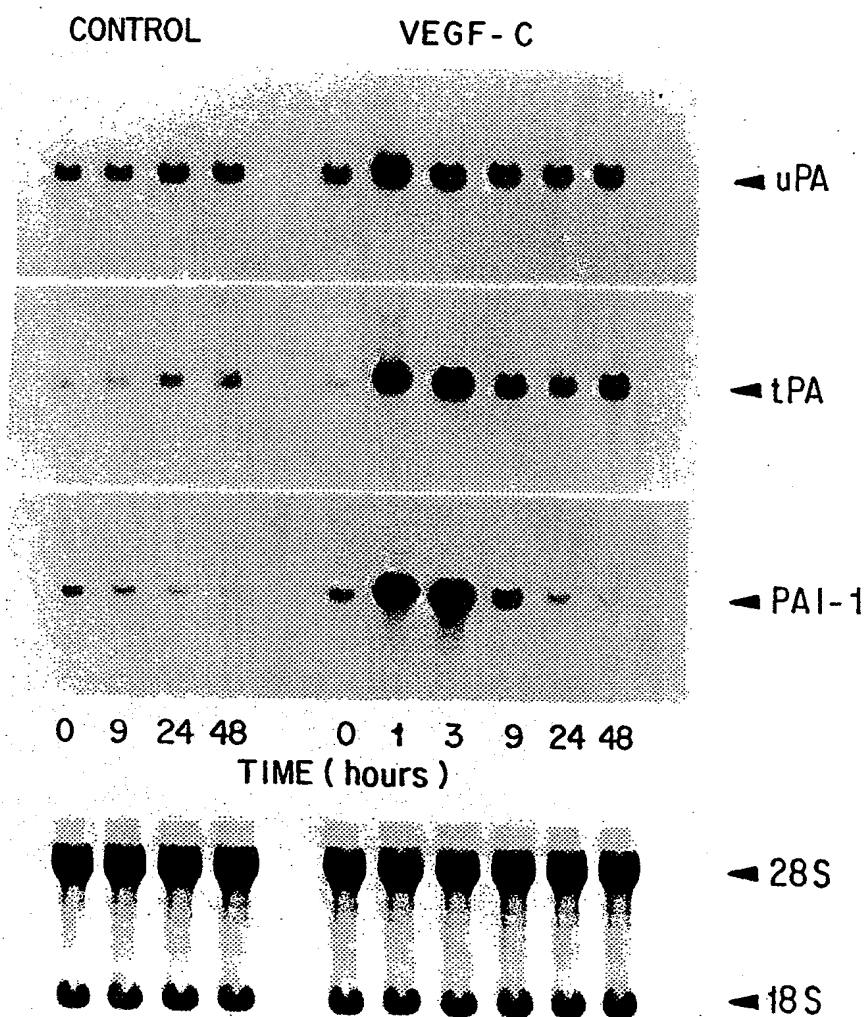 CONTROL VEGF-C
uPA
tPA
PAI-1
0 9 24 48 0 1 3 9 24 48
TIME (hours)
28S
18S